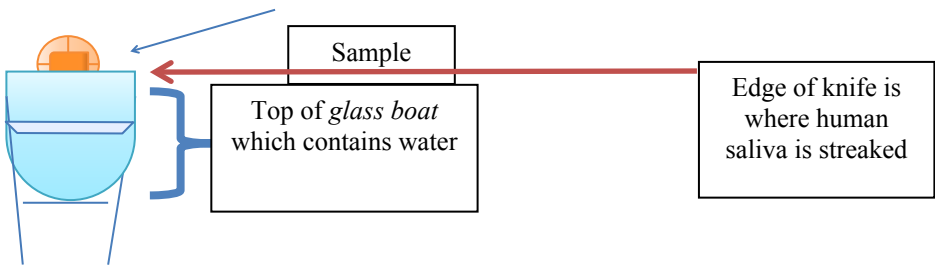 Sample
Top of glass boat
which contains water
Edge of knife is
where human
saliva is streaked